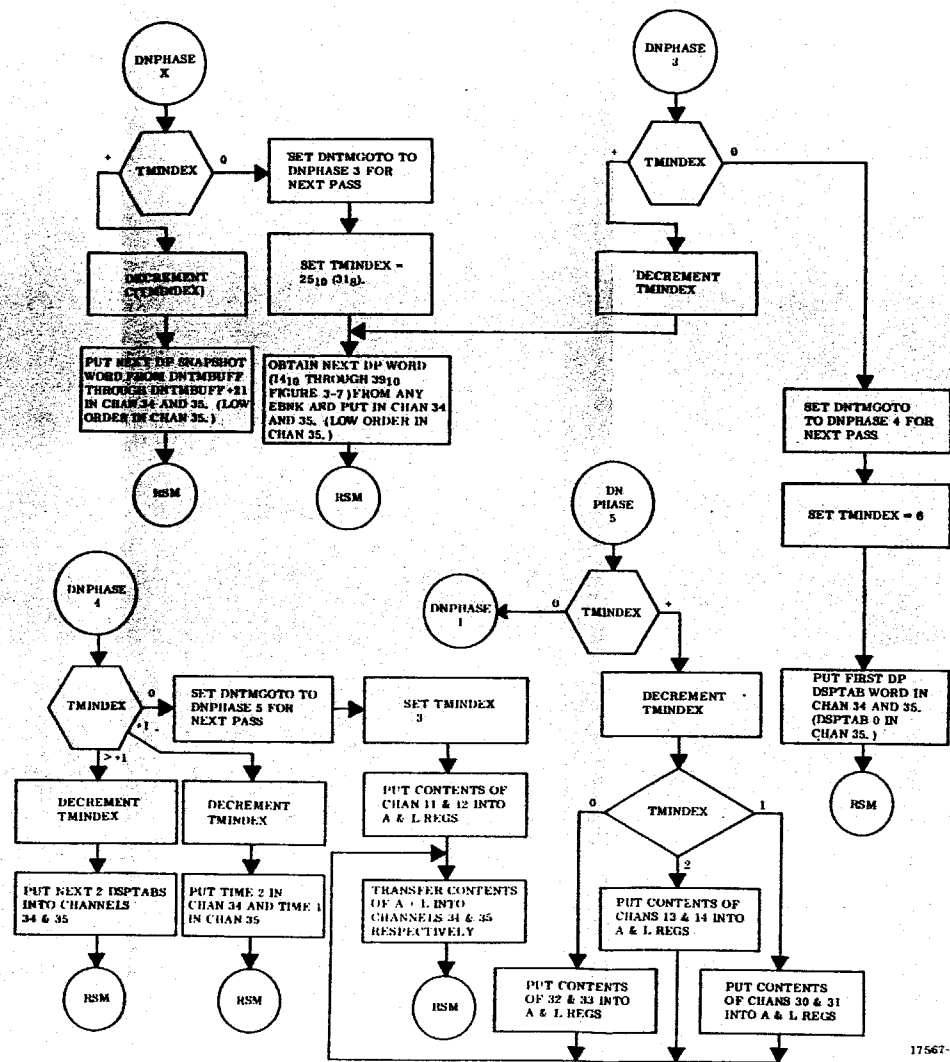 DNPHASE
X
TMINDEX
+
0
SET DNTMGOTO TO
DNPHASE 3 FOR
NEXT PASS
SET TMINDEX =
25₁₀ (31₈).
DECREMENT
C(TMINDEX)
PUT NEXT DP SNAPSHOT
WORD FROM DNTMBUFF
THROUGH DNTMBUFF +21
IN CHAN 34 AND 35. (LOW
ORDER IN CHAN 35.)
RSM
OBTAIN NEXT DP WORD
(14₁₀ THROUGH 39₁₀
FIGURE 3-7) FROM ANY
EBNK AND PUT IN CHAN 34
AND 35. (LOW ORDER IN
CHAN 35.)
RSM
DNPHASE
3
TMINDEX
+
0
DECREMENT
TMINDEX
SET DNTMGOTO
TO DNPHASE 4 FOR
NEXT PASS
SET TMINDEX = 6
PUT FIRST DP
DSPTAB WORD IN
CHAN 34 AND 35.
(DSPTAB 0 IN
CHAN 35.)
RSM
DNPHASE
4
TMINDEX
0
+1
> +1
SET DNTMGOTO TO
DNPHASE 5 FOR
NEXT PASS
SET TMINDEX
3
DECREMENT
TMINDEX
DECREMENT
TMINDEX
PUT CONTENTS OF
CHAN 11 & 12 INTO
A & L REGS
PUT NEXT 2 DSPTABS
INTO CHANNELS
34 & 35
PUT TIME 2 IN
CHAN 34 AND TIME 1
IN CHAN 35
TRANSFER CONTENTS
OF A + L INTO
CHANNELS 34 & 35
RESPECTIVELY
RSM
RSM
RSM
DN
PHASE
5
TMINDEX
0
+
DNPHASE
1
DECREMENT
TMINDEX
TMINDEX
0
1
2
PUT CONTENTS OF
CHANS 13 & 14 INTO
A & L REGS
PUT CONTENTS
OF 32 & 33 INTO
A & L REGS
PUT CONTENTS
OF CHANS 30 & 31
INTO A & L REGS
17567-